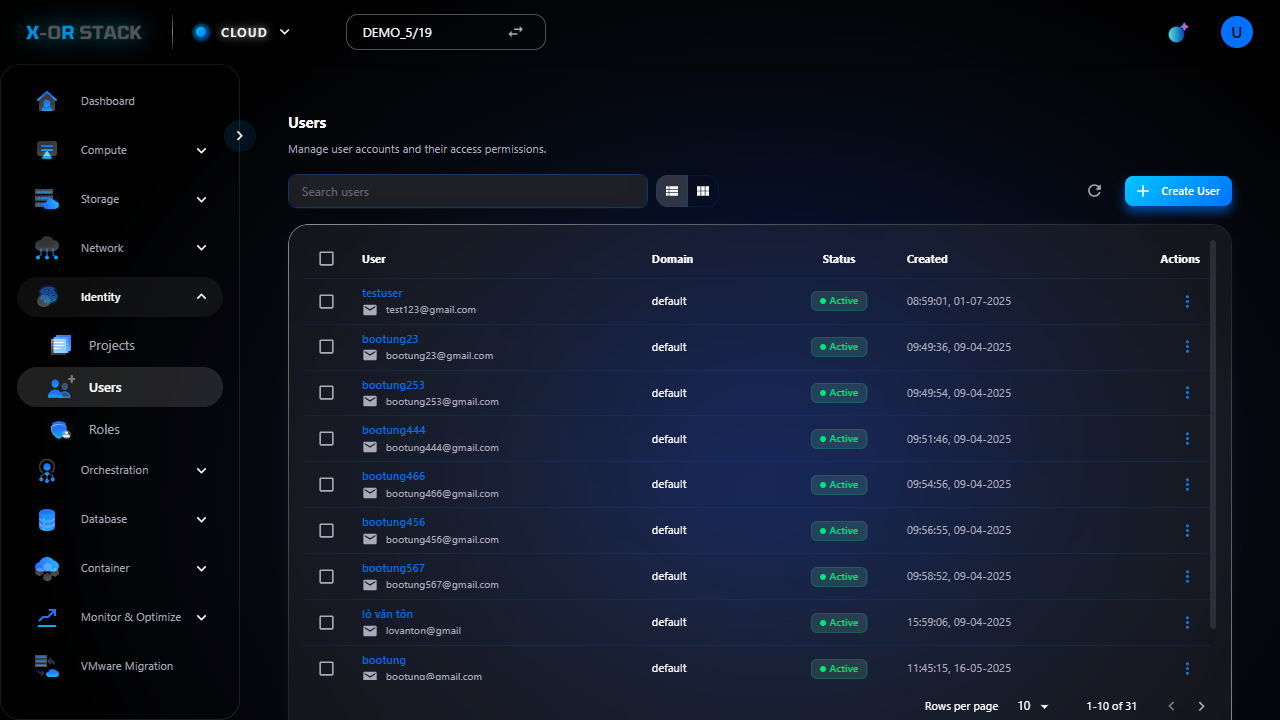 X-OR STACK
CLOUD
DEMO_5/19
U
Dashboard
Compute
Storage
Network
Identity
Projects
Users
Roles
Orchestration
Database
Container
Monitor & Optimize
VMware Migration
Users
Manage user accounts and their access permissions.
Search users
Create User
User Domain Status Created Actions
testuser
test123@gmail.com
default Active 08:59:01, 01-07-2025
bootung23
bootung23@gmail.com
default Active 09:49:36, 09-04-2025
bootung253
bootung253@gmail.com
default Active 09:49:54, 09-04-2025
bootung444
bootung444@gmail.com
default Active 09:51:46, 09-04-2025
bootung466
bootung466@gmail.com
default Active 09:54:56, 09-04-2025
bootung456
bootung456@gmail.com
default Active 09:56:55, 09-04-2025
bootung567
bootung567@gmail.com
default Active 09:58:52, 09-04-2025
lò văn tôn
lovanton@gmail
default Active 15:59:06, 09-04-2025
bootung
bootung@gmail.com
default Active 11:45:15, 16-05-2025
Rows per page 10 1-10 of 31